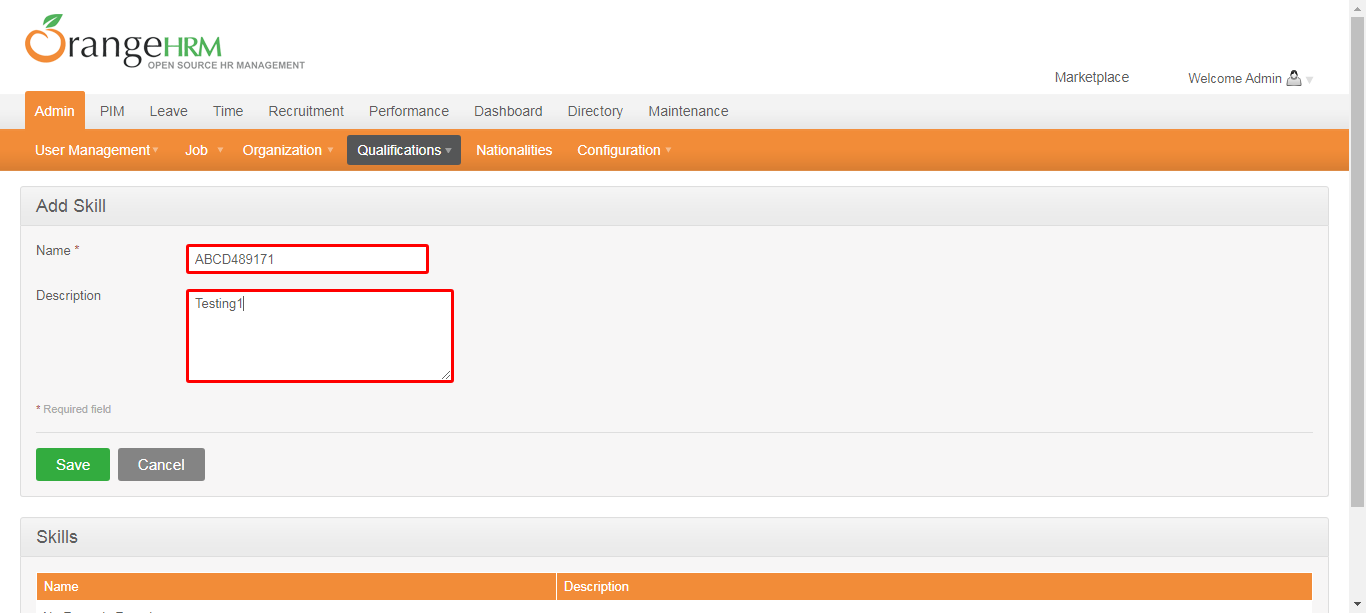 OrangeHRM
OPEN SOURCE HR MANAGEMENT
Marketplace Welcome Admin
Admin PIM Leave Time Recruitment Performance Dashboard Directory Maintenance
User Management Job Organization Qualifications Nationalities Configuration
Add Skill
Name * ABCD489171
Description Testing1
* Required field
Save Cancel
Skills
Name Description